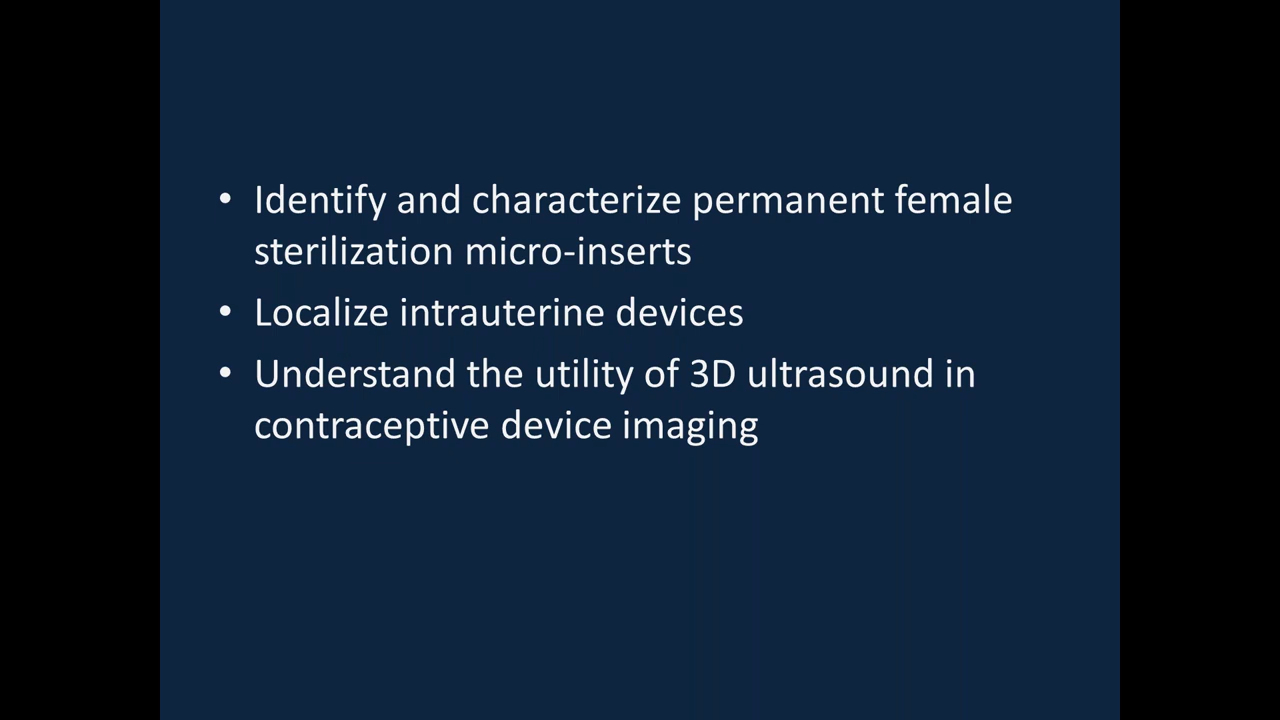 • Identify and characterize permanent female
sterilization micro-inserts
• Localize intrauterine devices
• Understand the utility of 3D ultrasound in
contraceptive device imaging